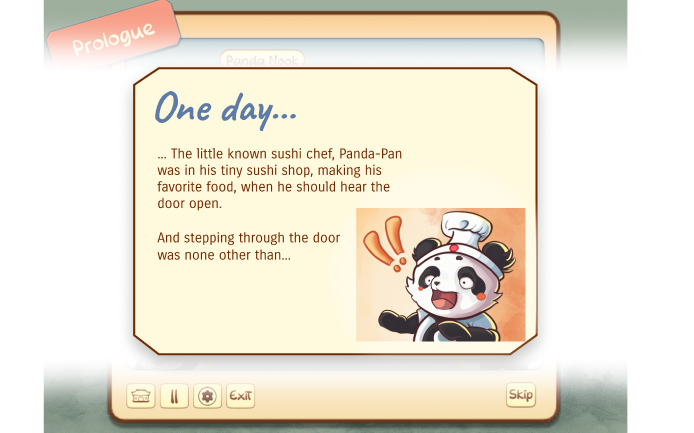 Prologue
Panda Nook
One day...
... The little known sushi chef, Panda-Pan
was in his tiny sushi shop, making his
favorite food, when he should hear the
door open.
And stepping through the door
was none other than...
Exit
Skip